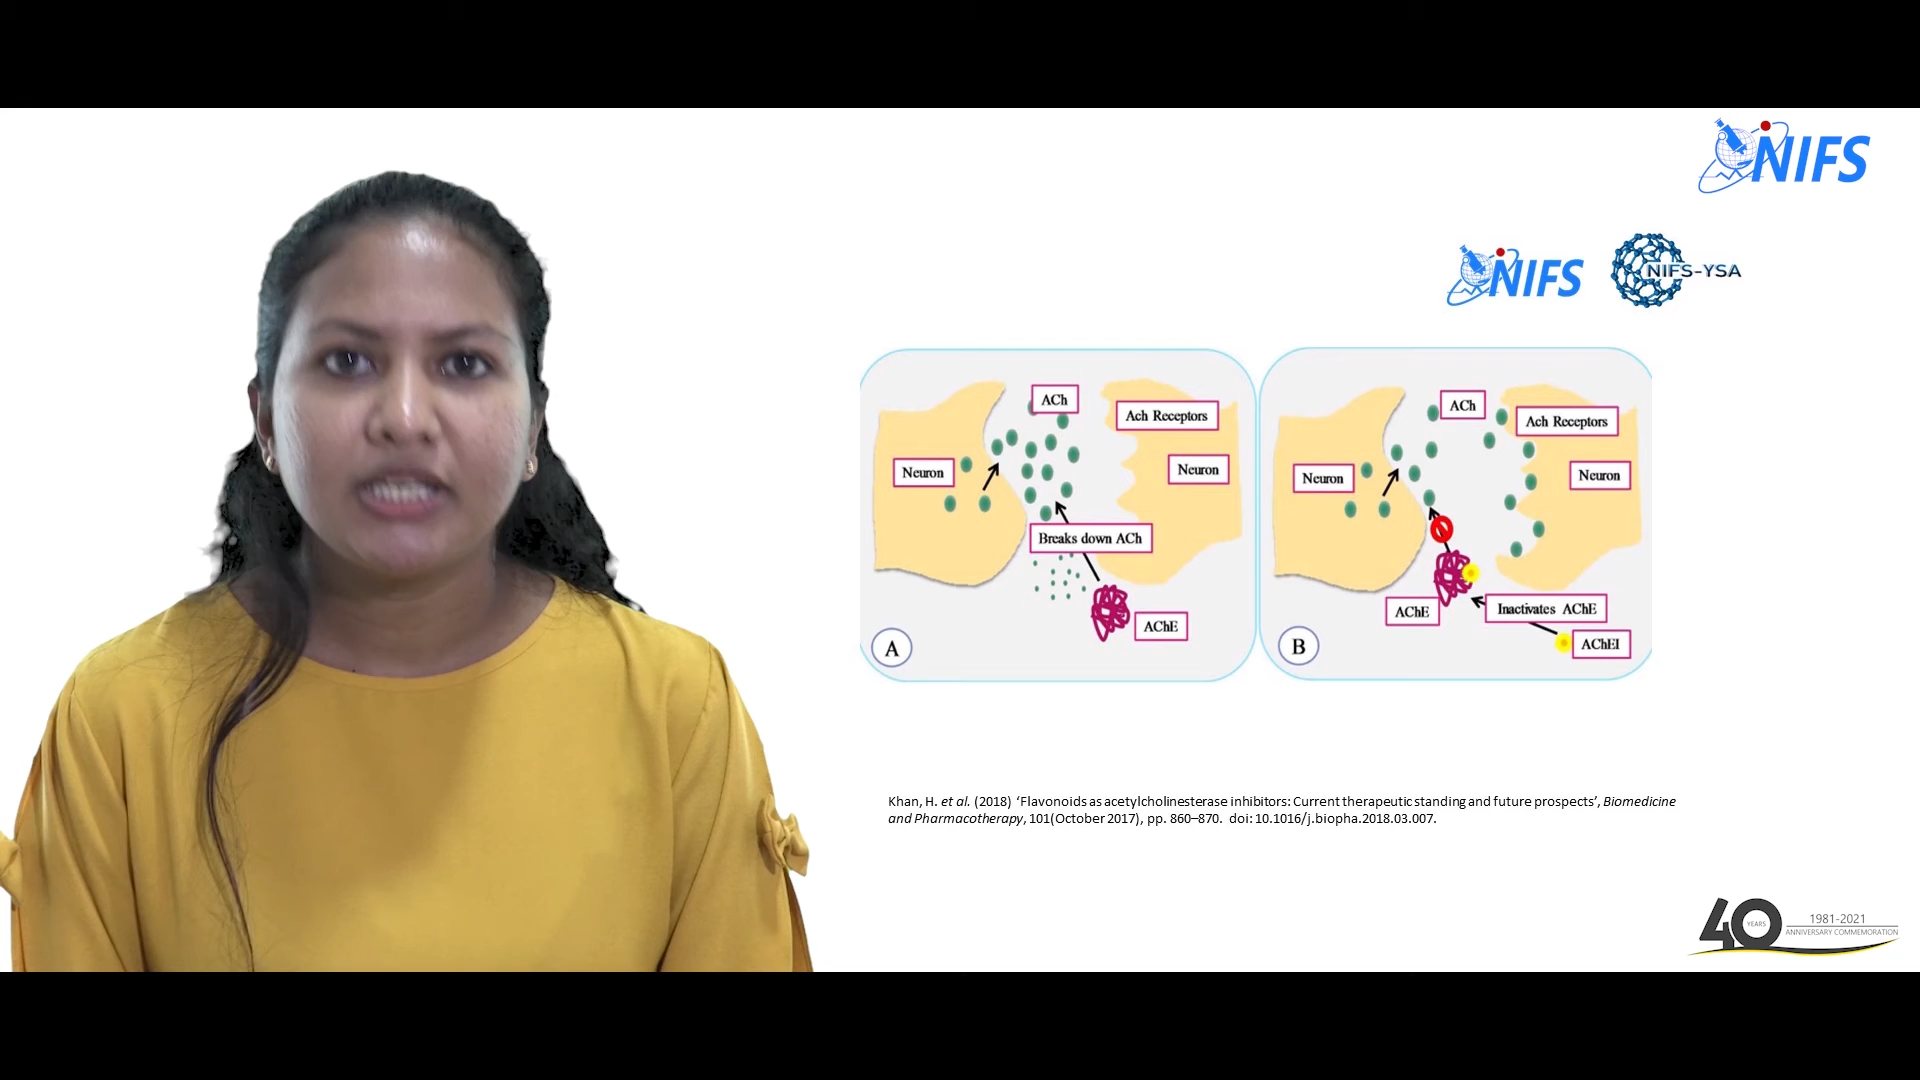 NIFS
NIFS
NIFS-YSA
ACh
Ach Receptors
Neuron
Neuron
Breaks down ACh
AChE
A
ACh
Ach Receptors
Neuron
Neuron
AChE
Inactivates AChE
AChEI
B
Khan, H. et al. (2018) ‘Flavonoids as acetylcholinesterase inhibitors: Current therapeutic standing and future prospects’, Biomedicine
and Pharmacotherapy, 101(October 2017), pp. 860–870. doi: 10.1016/j.biopha.2018.03.007.
40
YEARS
1981-2021
ANNIVERSARY COMMEMORATION